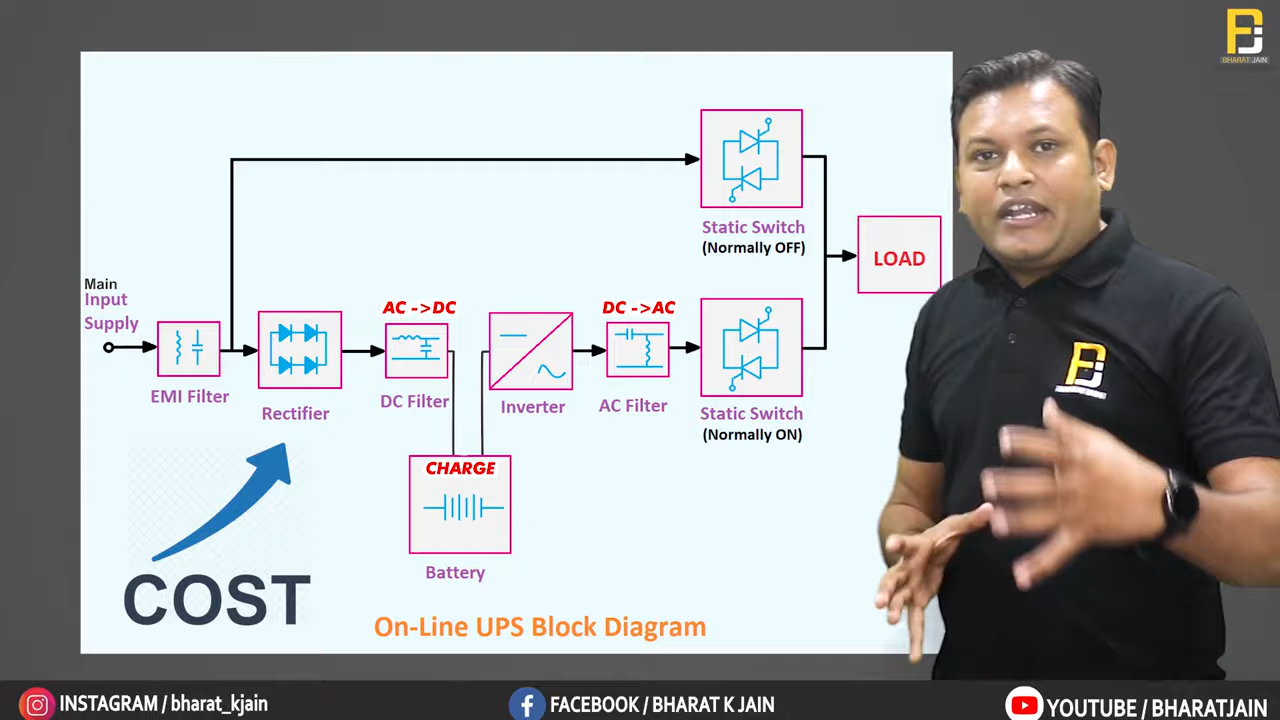 BHARAT JAIN
Static Switch
(Normally OFF)
LOAD
Main
Input
Supply
AC ->DC
DC ->AC
EMI Filter
Rectifier
DC Filter
Inverter
AC Filter
Static Switch
(Normally ON)
CHARGE
Battery
COST
On-Line UPS Block Diagram
INSTAGRAM / bharat_kjain
FACEBOOK / BHARAT K JAIN
YOUTUBE / BHARATJAIN